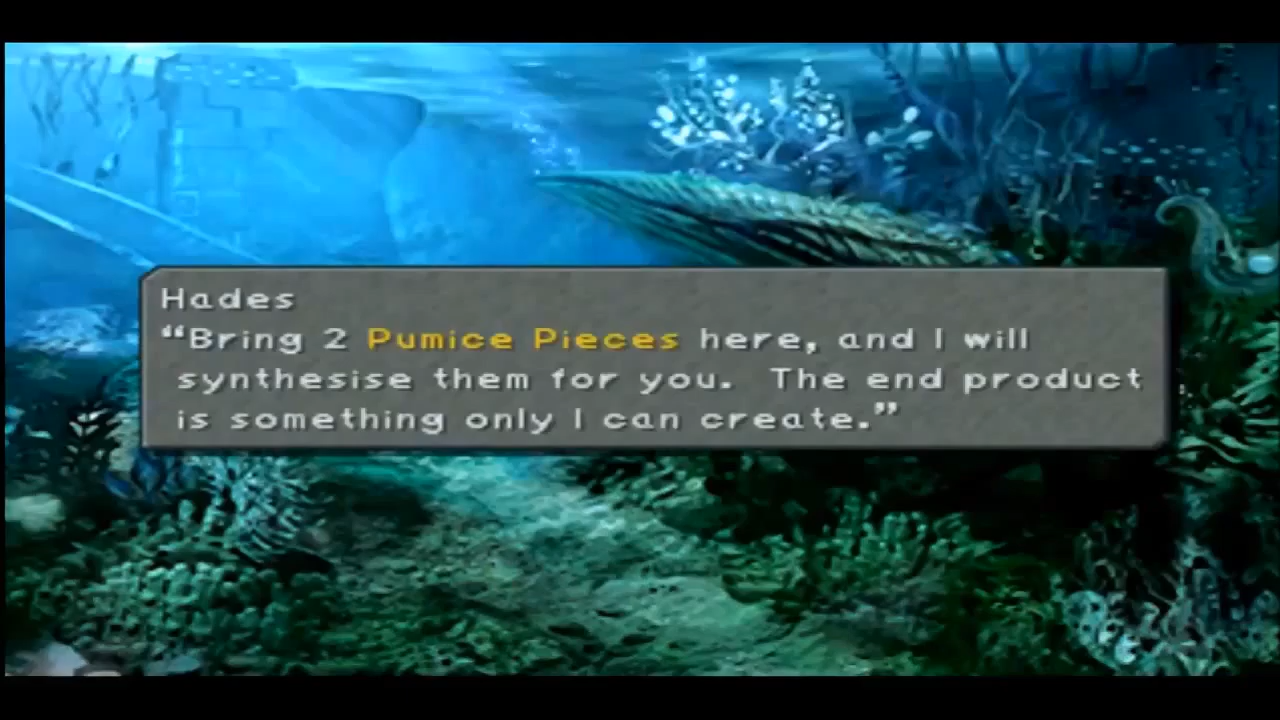 Hades
“Bring 2 Pumice Pieces here, and I will
synthesise them for you. The end product
is something only I can create.”